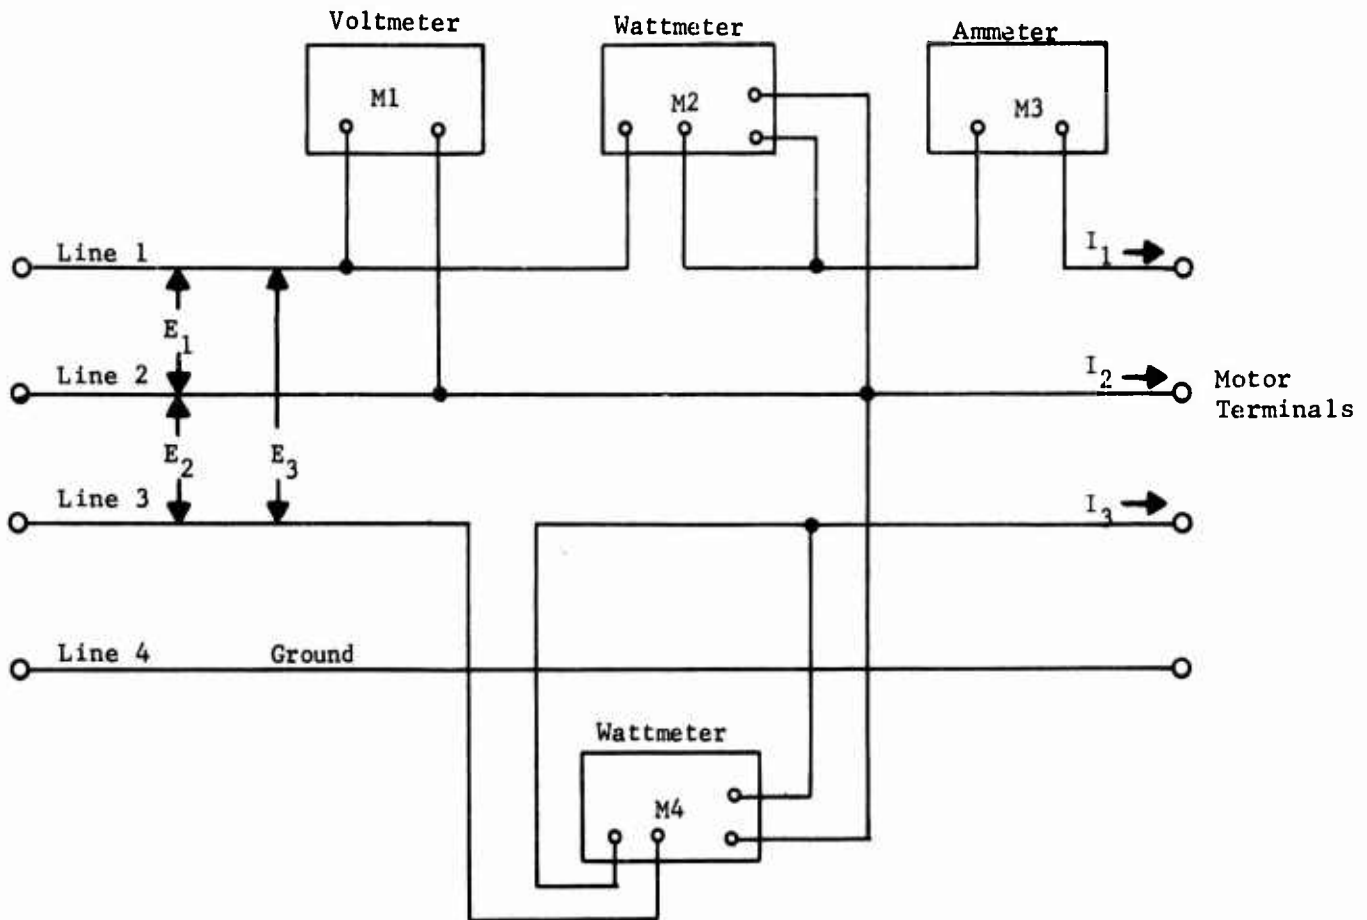 Voltmeter
Wattmeter
Ammeter
M1
M2
M3
Line 1
I1
E1
Line 2
I2
Motor
Terminals
E2
E3
Line 3
I3
Line 4
Ground
Wattmeter
M4